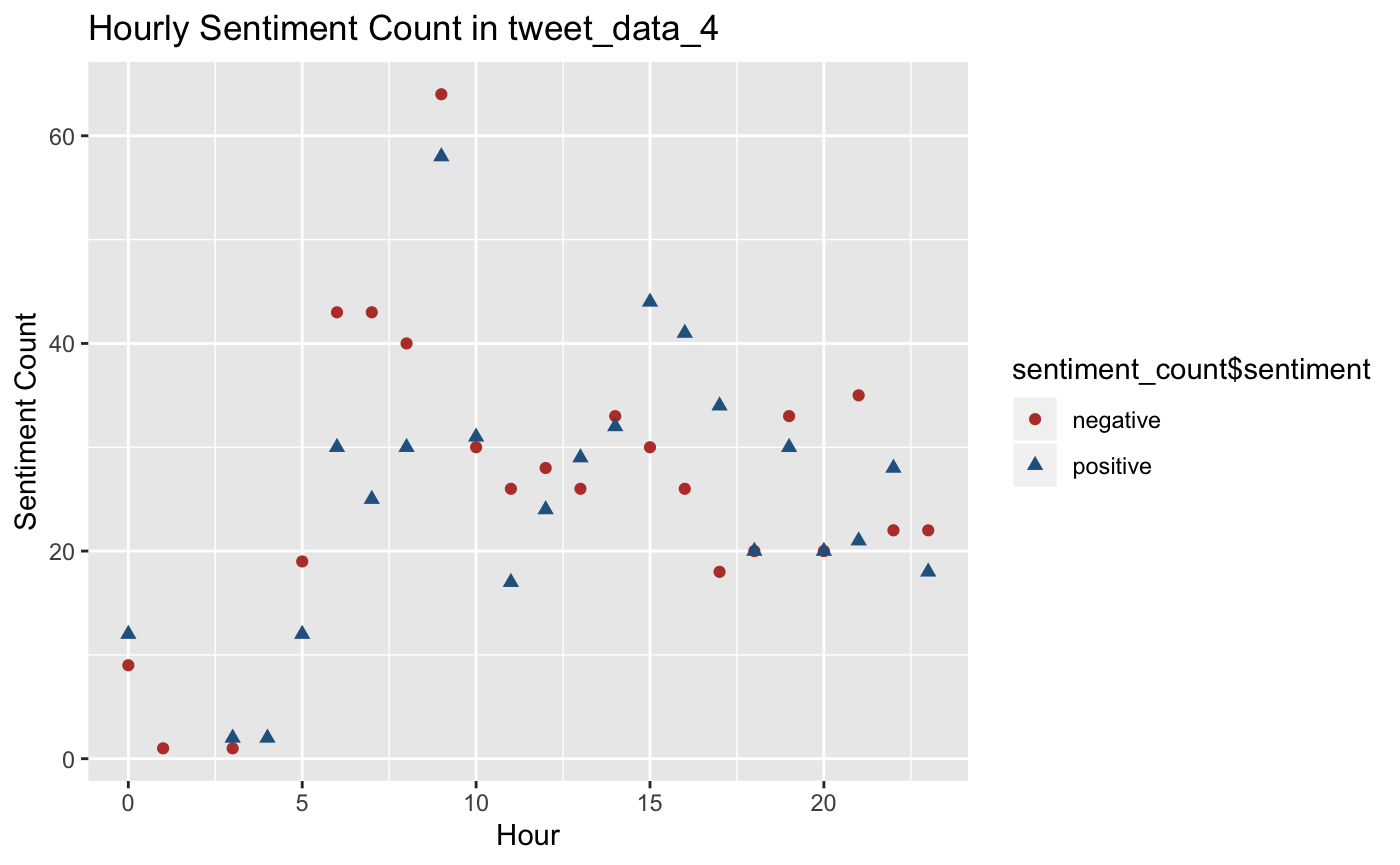 Hourly Sentiment Count in tweet_data_4
60
40
20
0
Sentiment Count
0 5 10 15 20
Hour
sentiment_count$sentiment
negative
positive